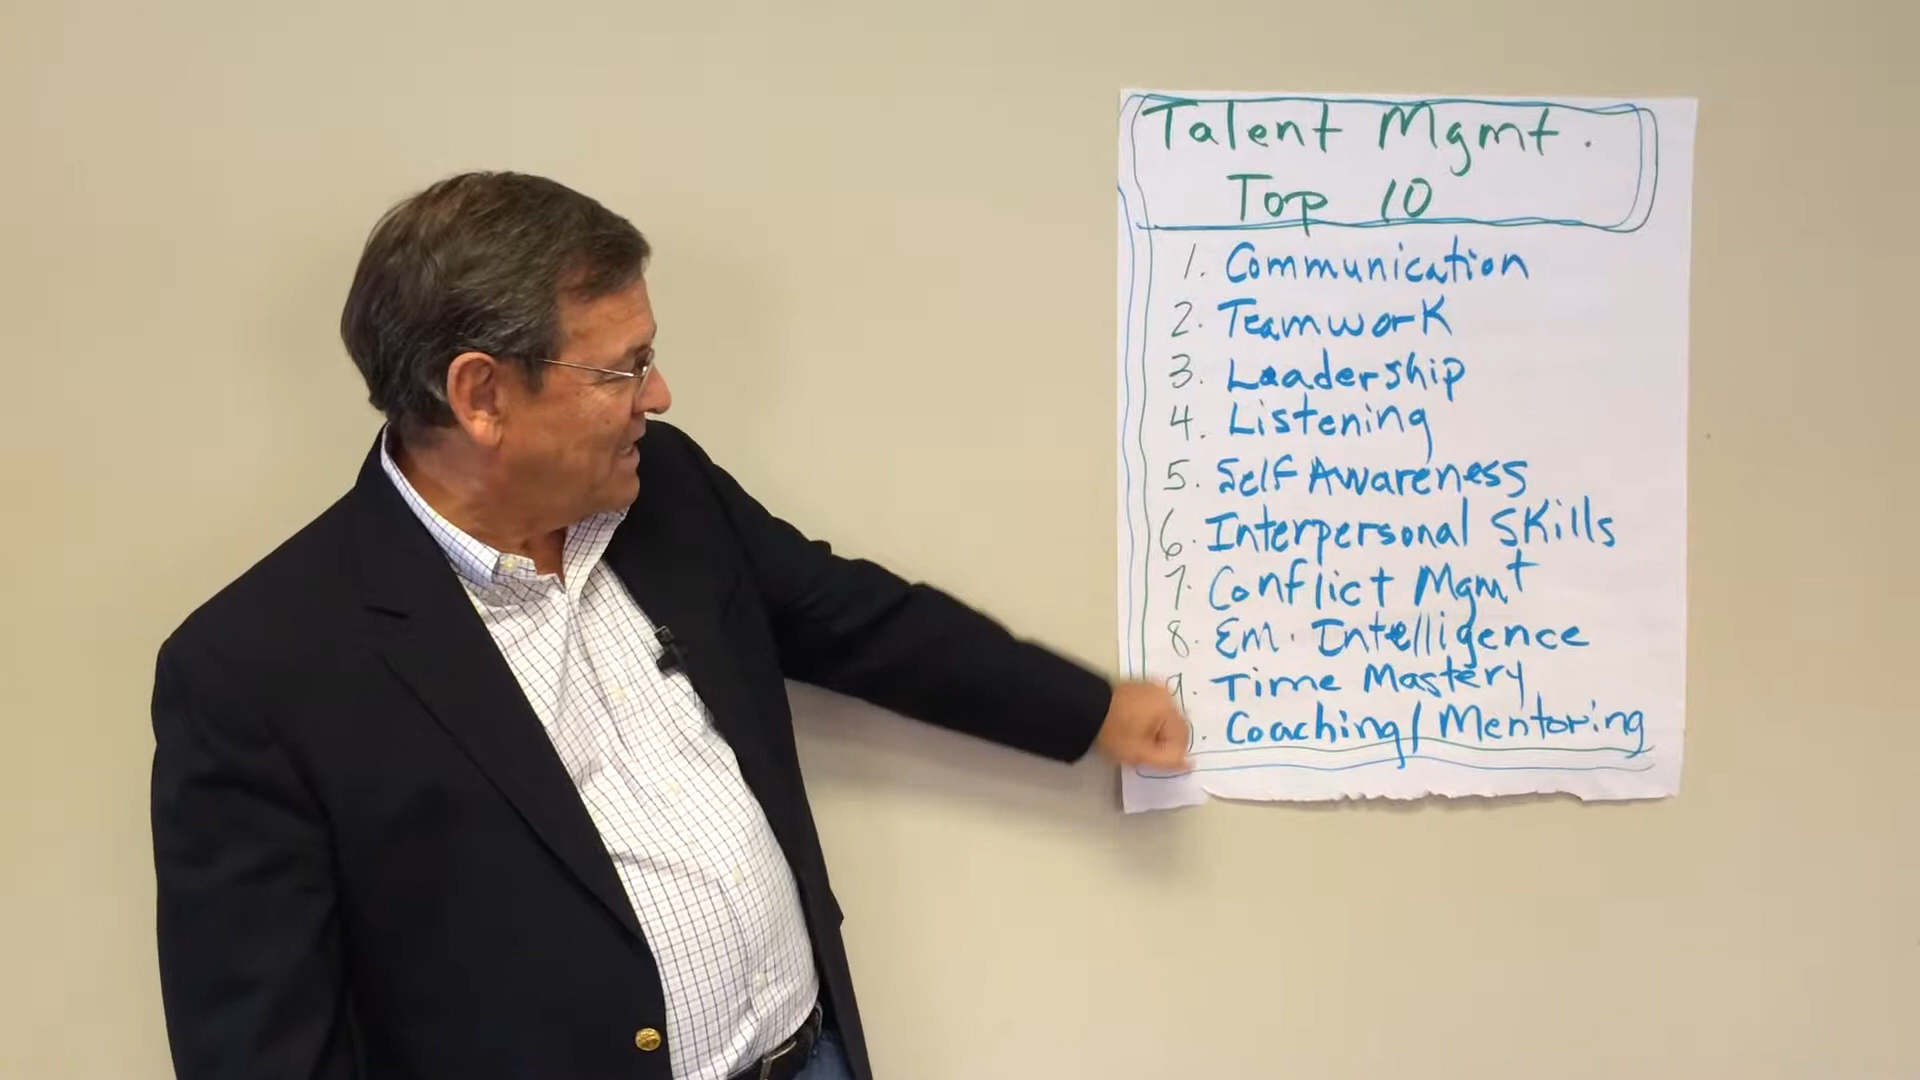 Talent Mgmt.
Top 10
1. Communication
2. Teamwork
3. Leadership
4. Listening
5. Self Awareness
6. Interpersonal Skills
7. Conflict Mgmt
8. Em. Intelligence
9. Time Mastery
Coaching/Mentoring